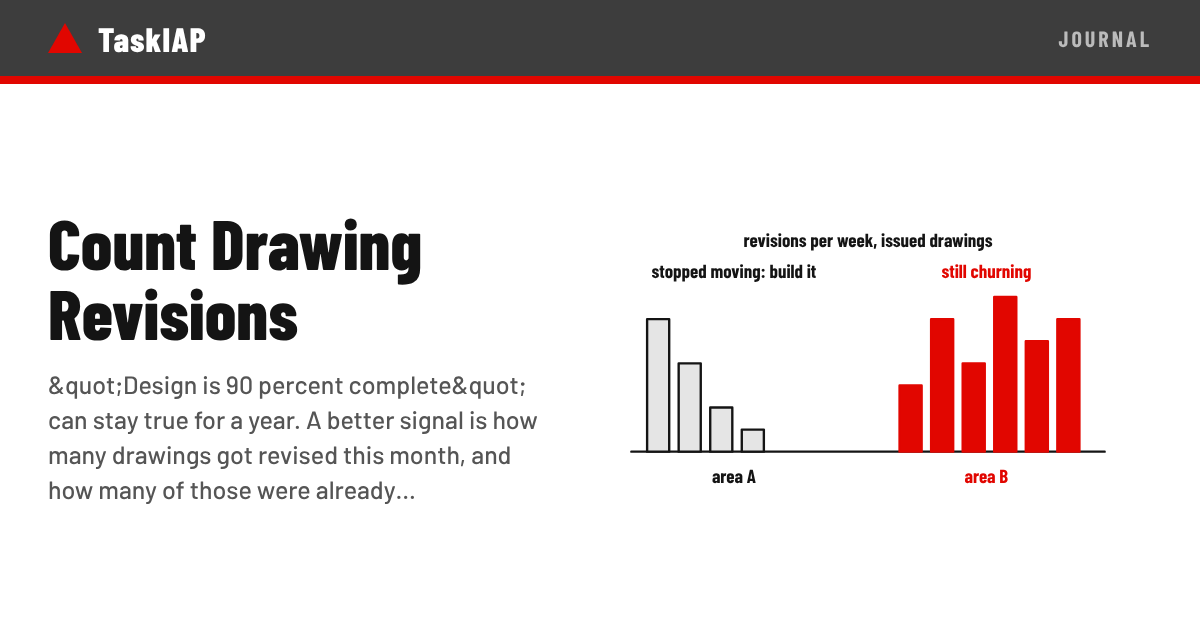 TaskIAP
JOURNAL
Count Drawing
Revisions
&quot;Design is 90 percent complete&quot;
can stay true for a year. A better signal is how
many drawings got revised this month, and
how many of those were already...
revisions per week, issued drawings
stopped moving: build it
still churning
area A
area B